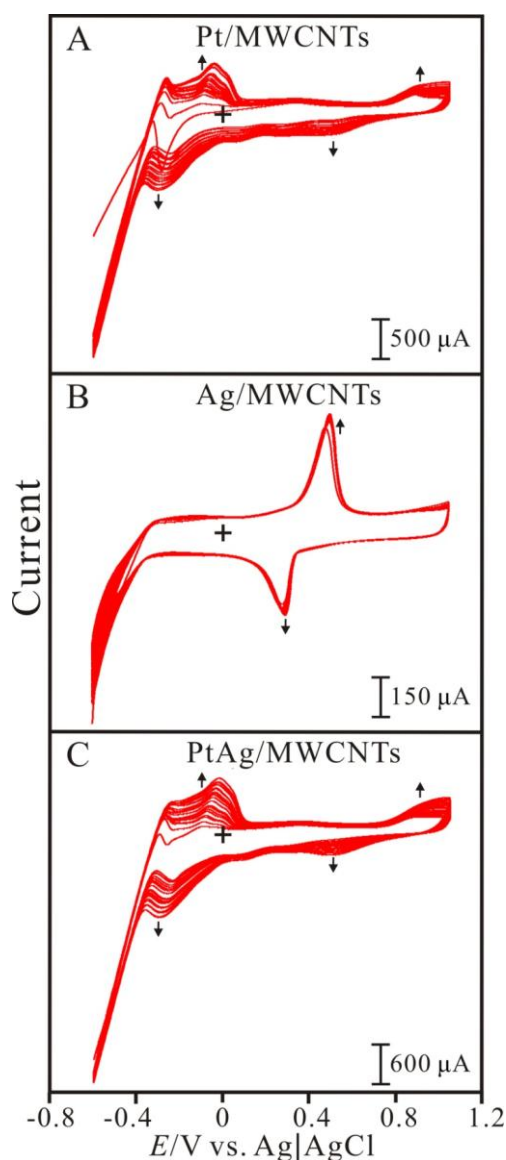 A
Pt/MWCNTs
500 µA
B
Ag/MWCNTs
150 µA
C
PtAg/MWCNTs
600 µA
Current
-0.8 -0.4 0 0.4 0.8 1.2
E/V vs. Ag|AgCl